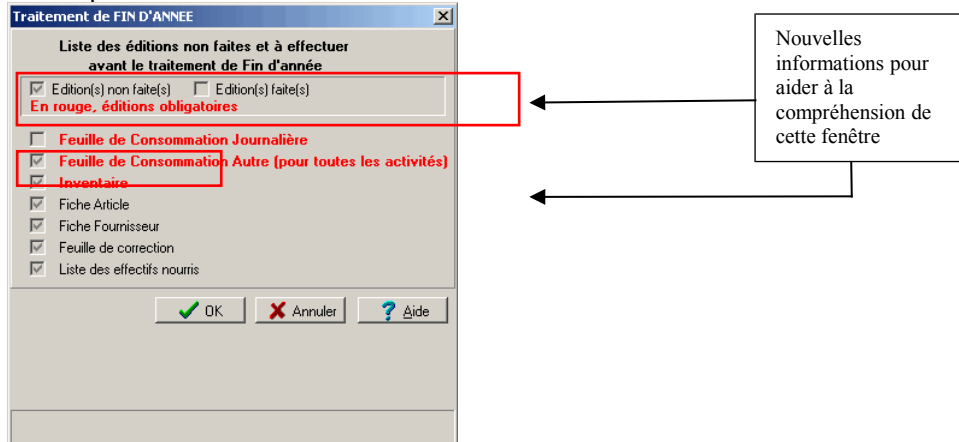 Traitement de FIN D'ANNEE
Liste des éditions non faites et à effectuer
avant le traitement de Fin d'année
Edition(s) non faite(s) Edition(s) faite(s)
En rouge, éditions obligatoires
Feuille de Consommation Journalière
Feuille de Consommation Autre (pour toutes les activités)
Inventaire
Fiche Article
Fiche Fournisseur
Feuille de correction
Liste des effectifs nourris
OK Annuler Aide
Nouvelles
informations pour
aider à la
compréhension de
cette fenêtre